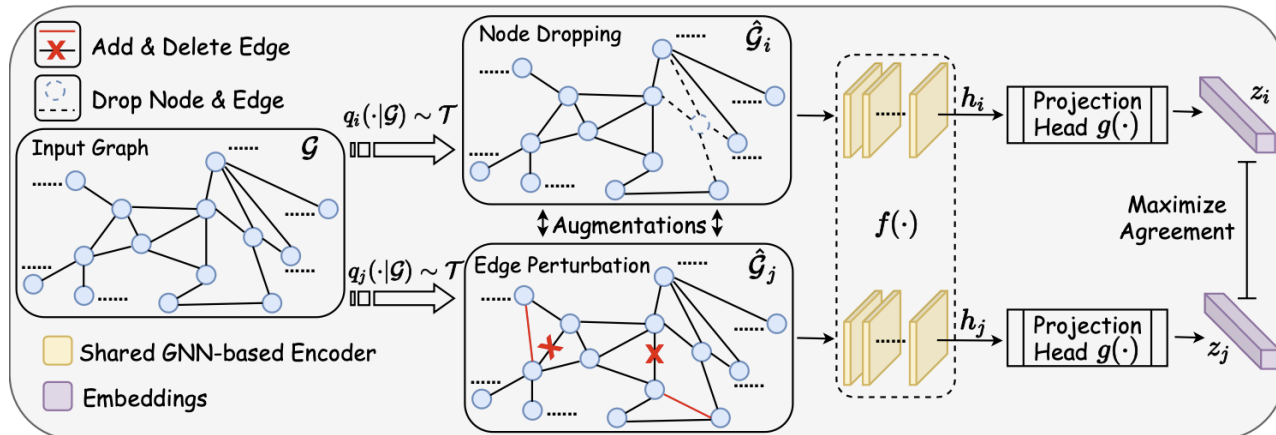 Add & Delete Edge
Drop Node & Edge
Input Graph 𝒢
......
......
......
......
......
......
q_i(·|𝒢) ~ 𝒯
q_j(·|𝒢) ~ 𝒯
Node Dropping 𝒢̂_i
......
......
......
......
......
......
Augmentations
Edge Perturbation 𝒢̂_j
......
......
......
......
......
......
Shared GNN-based Encoder
Embeddings
......
f(·)
......
h_i
h_j
Projection
Head g(·)
Projection
Head g(·)
z_i
Maximize
Agreement
z_j